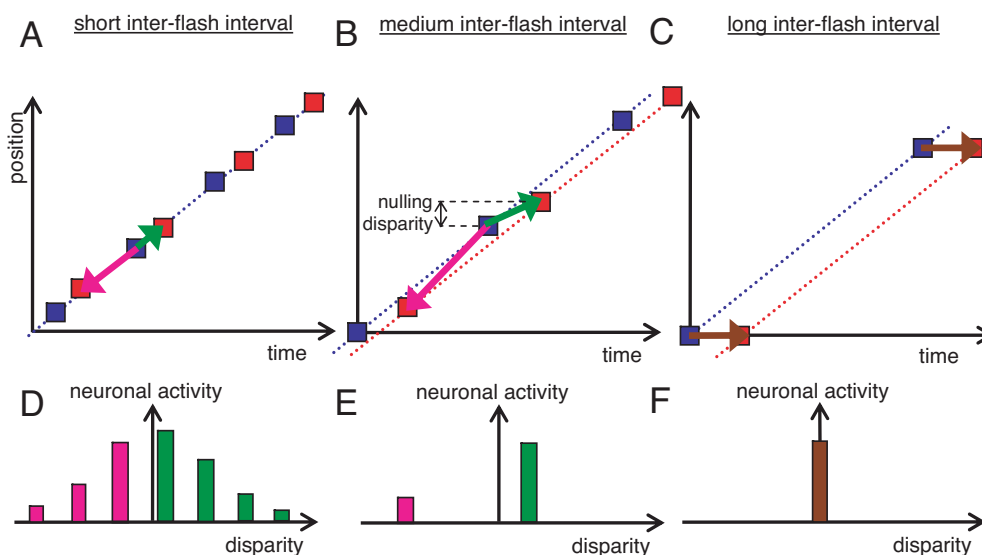 A
short inter-flash interval
B
medium inter-flash interval
C
long inter-flash interval
position
nulling
disparity
time
time
time
D
neuronal activity
E
neuronal activity
F
neuronal activity
disparity
disparity
disparity